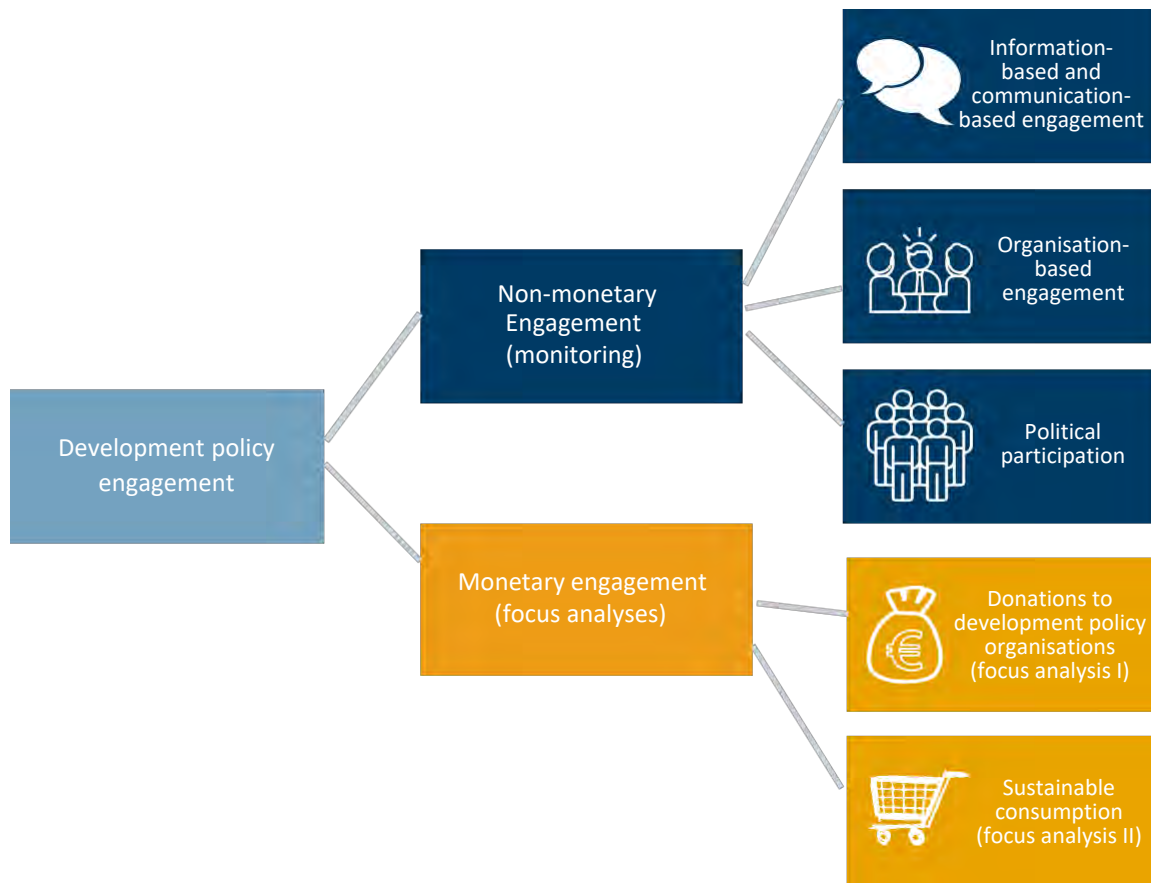 Information-
based and
communication-
based engagement
Organisation-
based
engagement
Non-monetary
Engagement
(monitoring)
Political
participation
Development policy
engagement
Monetary engagement
(focus analyses)
Donations to
development policy
organisations
(focus analysis I)
€
Sustainable
consumption
(focus analysis II)